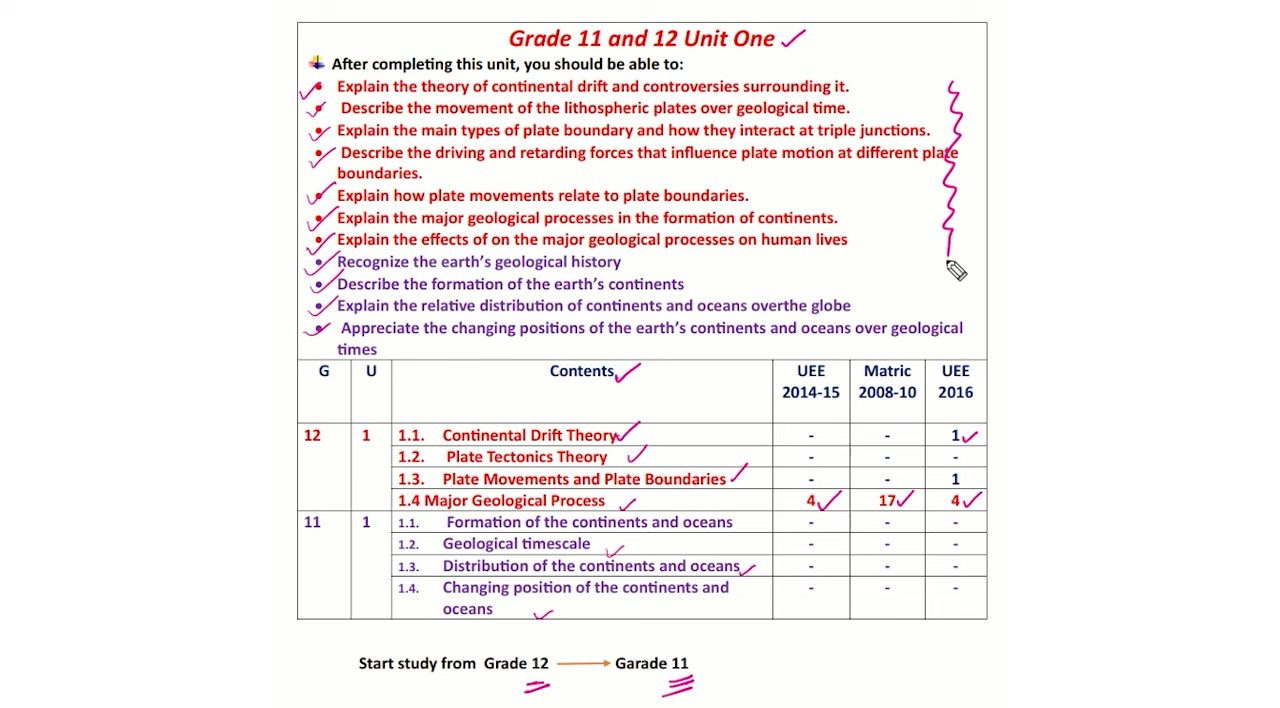 Grade 11 and 12 Unit One
After completing this unit, you should be able to:
Explain the theory of continental drift and controversies surrounding it.
Describe the movement of the lithospheric plates over geological time.
Explain the main types of plate boundary and how they interact at triple junctions.
Describe the driving and retarding forces that influence plate motion at different plate
boundaries.
Explain how plate movements relate to plate boundaries.
Explain the major geological processes in the formation of continents.
Explain the effects of on the major geological processes on human lives
Recognize the earth's geological history
Describe the formation of the earth's continents
Explain the relative distribution of continents and oceans overthe globe
Appreciate the changing positions of the earth's continents and oceans over geological
times
G U Contents UEE Matric UEE
2014-15 2008-10 2016
12 1 1.1. Continental Drift Theory - - 1
1.2. Plate Tectonics Theory - - -
1.3. Plate Movements and Plate Boundaries - - 1
1.4 Major Geological Process 4 17 4
11 1 1.1. Formation of the continents and oceans - - -
1.2. Geological timescale - - -
1.3. Distribution of the continents and oceans - - -
1.4. Changing position of the continents and - - -
oceans
Start study from Grade 12 → Garade 11